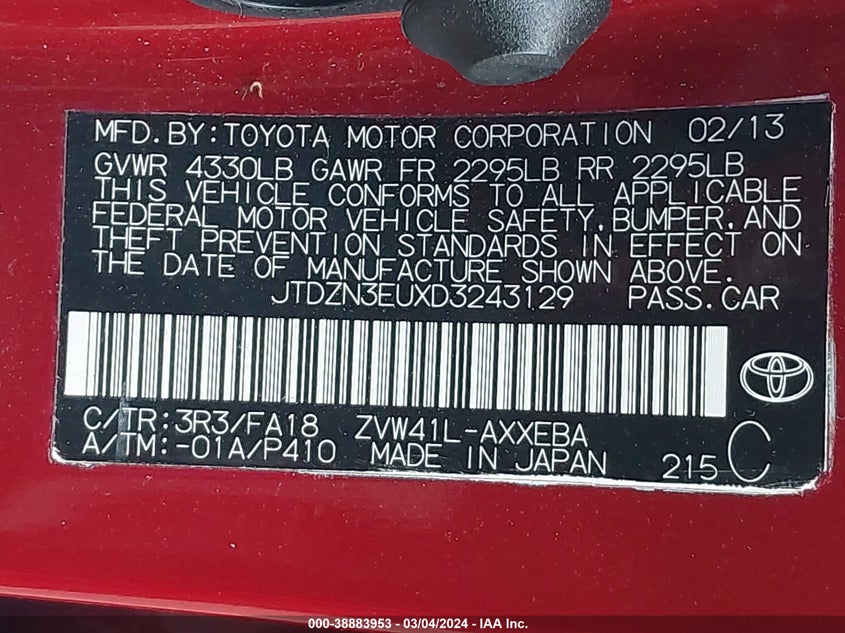 MFD.BY:TOYOTA MOTOR CORPORATION 02/13
GVWR 4330LB GAWR FR 2295LB RR 2295LB
THIS VEHICLE CONFORMS TO ALL APPLICABLE
FEDERAL MOTOR VEHICLE SAFETY,BUMPER,AND
THEFT PREVENTION STANDARDS IN EFFECT ON
THE DATE OF MANUFACTURE SHOWN ABOVE.
JTDZN3EUXD3243129 PASS.CAR
C/TR:3R3/FA18 ZVW41L-AXXEBA
A/TM:-01A/P410 MADE IN JAPAN 215 C
000-38883953 - 03/04/2024 - IAA Inc.